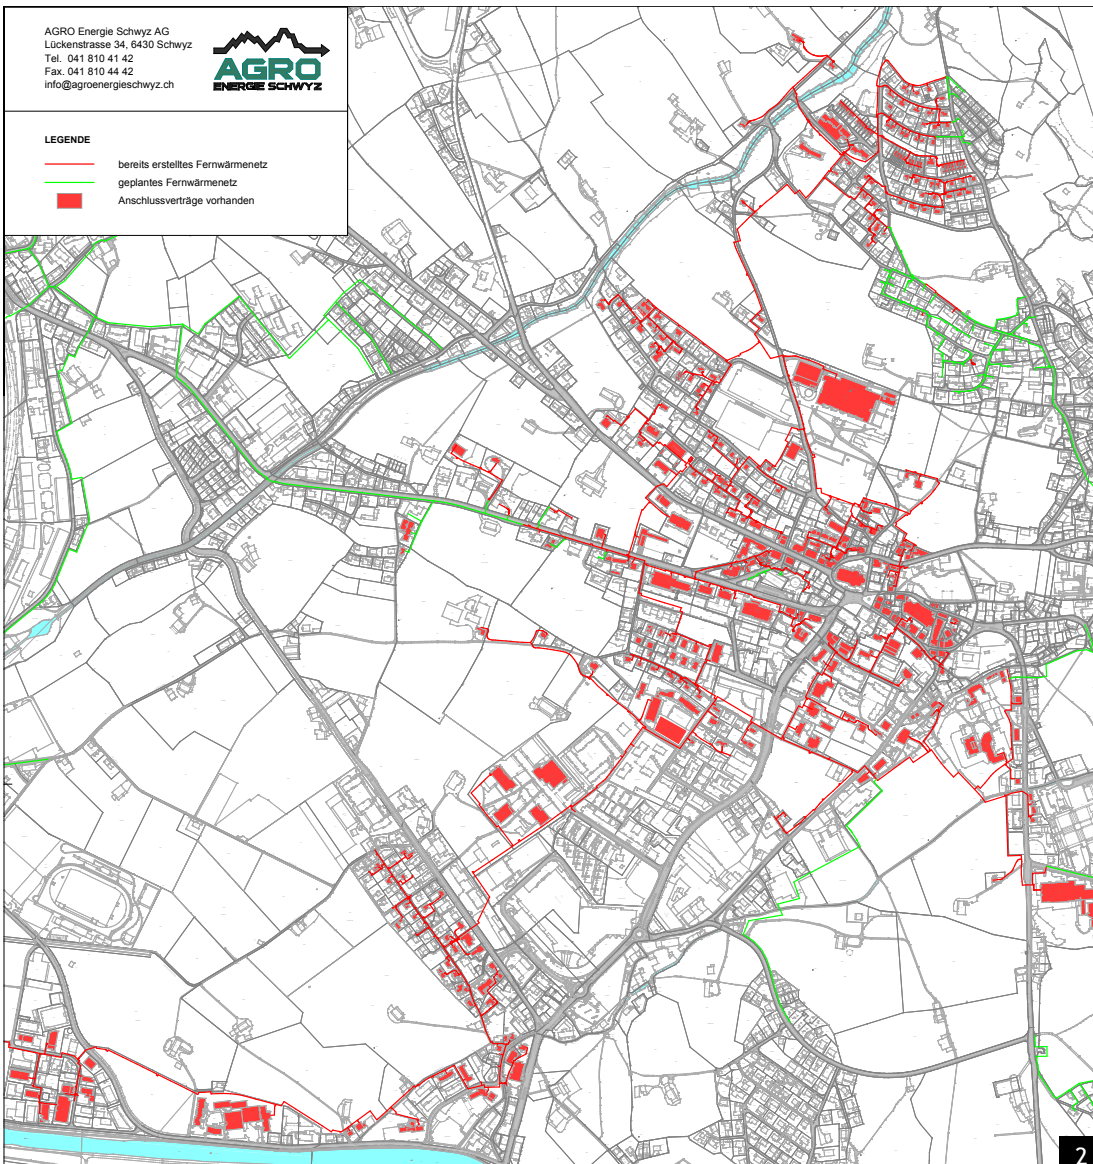 AGRO Energie Schwyz AG
Lückenstrasse 34, 6430 Schwyz
Tel. 041 810 41 42
Fax. 041 810 44 42
info@agroenergieschwyz.ch
AGRO
ENERGIE SCHWYZ
LEGENDE
bereits erstelltes Fernwärmenetz
geplantes Fernwärmenetz
Anschlussverträge vorhanden
2